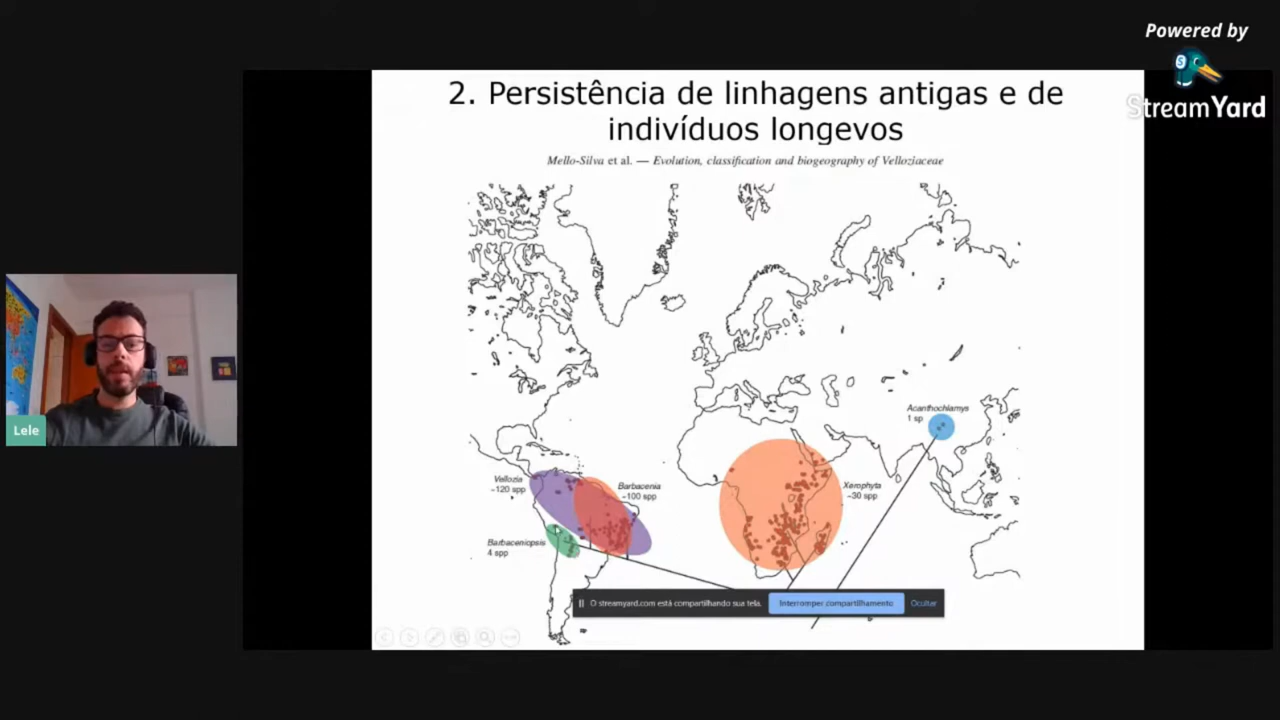 Powered by
StreamYard
2. Persistência de linhagens antigas e de
indivíduos longevos
Mello-Silva et al. — Evolution, classification and biogeography of Velloziaceae
Acanthochlamys
1 sp
Vellozia
~120 spp
Barbacenia
~100 spp
Xerophyta
~30 spp
Barbaceniopsis
4 spp
O streamyard.com está compartilhando sua tela.
Interromper compartilhamento
Ocultar
Lele